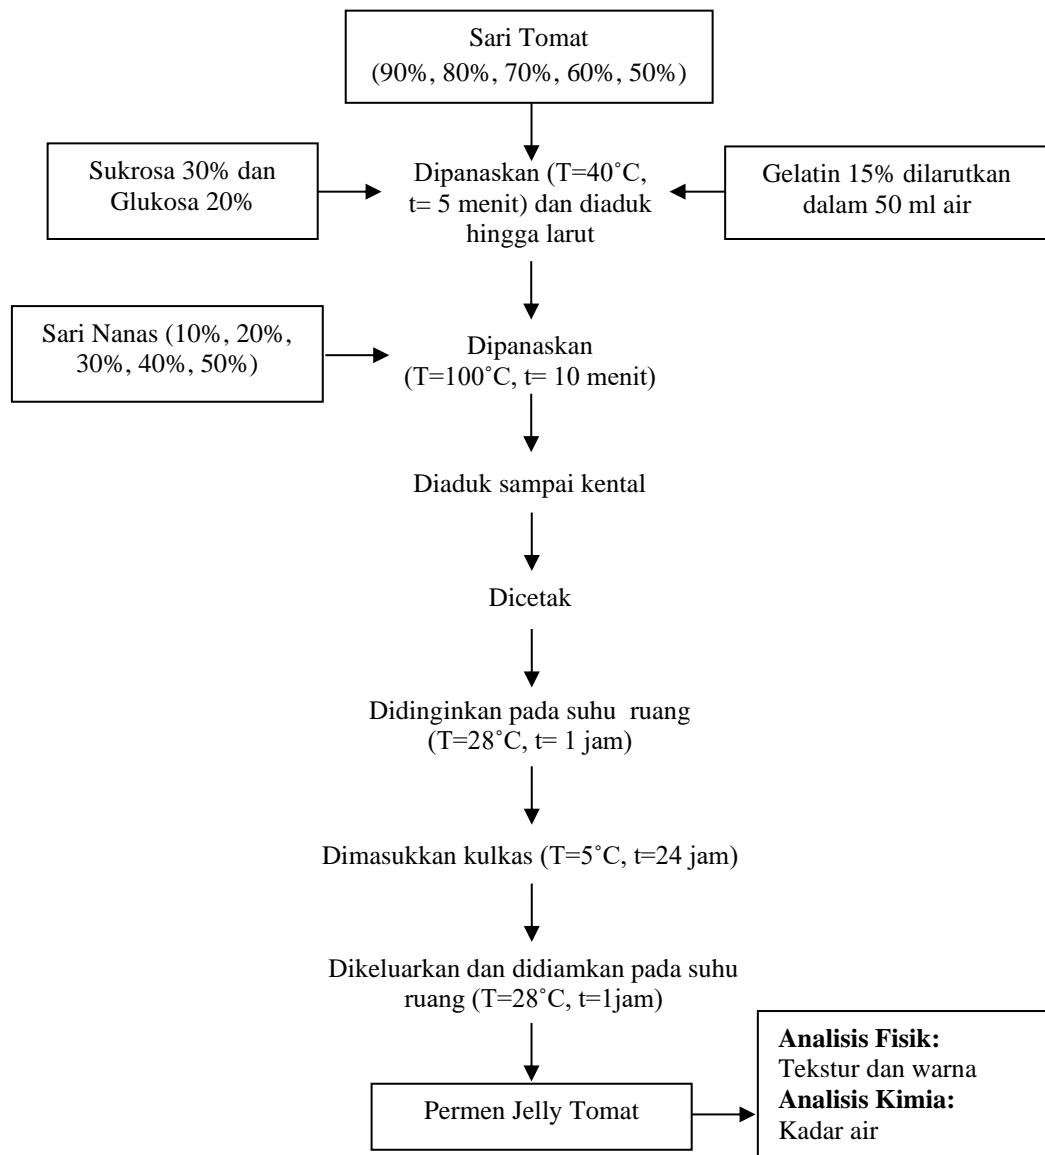 Sari Tomat
(90%, 80%, 70%, 60%, 50%)
Sukrosa 30% dan
Glukosa 20%
Dipanaskan (T=40˚C,
t= 5 menit) dan diaduk
hingga larut
Gelatin 15% dilarutkan
dalam 50 ml air
Sari Nanas (10%, 20%,
30%, 40%, 50%)
Dipanaskan
(T=100˚C, t= 10 menit)
Diaduk sampai kental
Dicetak
Didinginkan pada suhu ruang
(T=28˚C, t= 1 jam)
Dimasukkan kulkas (T=5˚C, t=24 jam)
Dikeluarkan dan didiamkan pada suhu
ruang (T=28˚C, t=1jam)
Permen Jelly Tomat
Analisis Fisik:
Tekstur dan warna
Analisis Kimia:
Kadar air